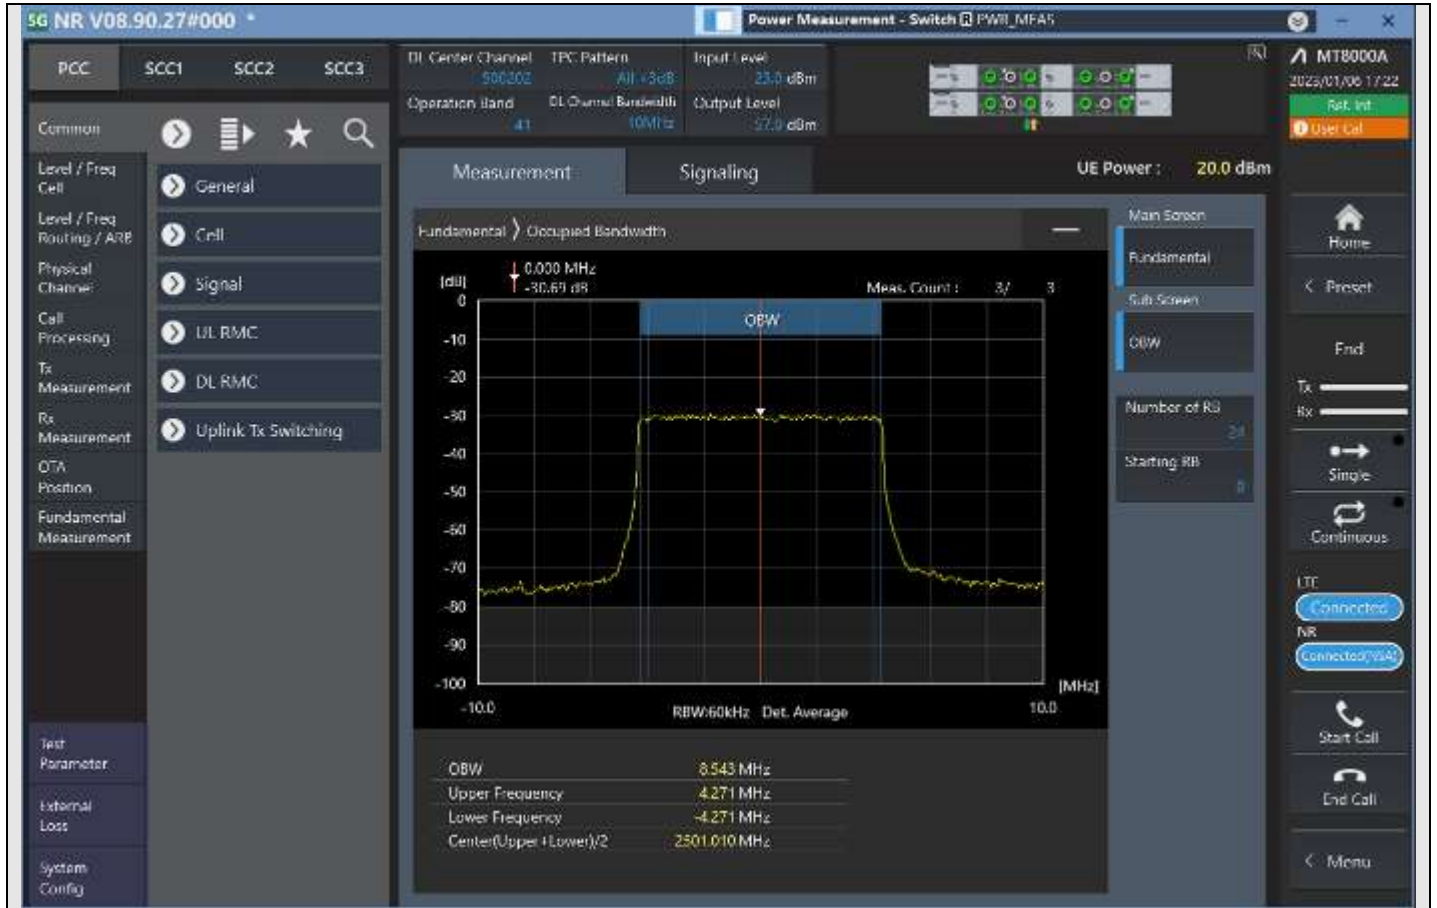 5G NR V08.90.27#000 *
Power Measurement - Switch PWR_MEAS
PCC SCC1 SCC2 SCC3
DL Center Channel TPC Pattern Input Level
500202 All +3dB 23.0 dBm
Operation Band DL Channel Bandwidth Output Level
41 10MHz -57.0 dBm
MT8000A
2023/01/06 17:22
Ref. Int
User Cal
Common
Level / Freq
Cell
Level / Freq
Routing / ARB
Physical
Channel
Call
Processing
Tx
Measurement
Rx
Measurement
OTA
Position
Fundamental
Measurement
Test
Parameter
External
Loss
System
Config
General
Cell
Signal
UL RMC
DL RMC
Uplink Tx Switching
Measurement Signaling
UE Power : 20.0 dBm
Fundamental Occupied Bandwidth
[dB]
0.000 MHz
-30.69 dB
Meas. Count : 3/ 3
OBW
0
-10
-20
-30
-40
-50
-60
-70
-80
-90
-100
[MHz]
-10.0 10.0
RBW:60kHz Det. Average
OBW 8.543 MHz
Upper Frequency 4.271 MHz
Lower Frequency -4.271 MHz
Center(Upper+Lower)/2 2501.010 MHz
Main Screen
Fundamental
Sub Screen
OBW
Number of RB
24
Starting RB
0
Home
< Preset
End
Tx
Rx
Single
Continuous
LTE
Connected
NR
Connected(NSA)
Start Call
End Call
< Menu